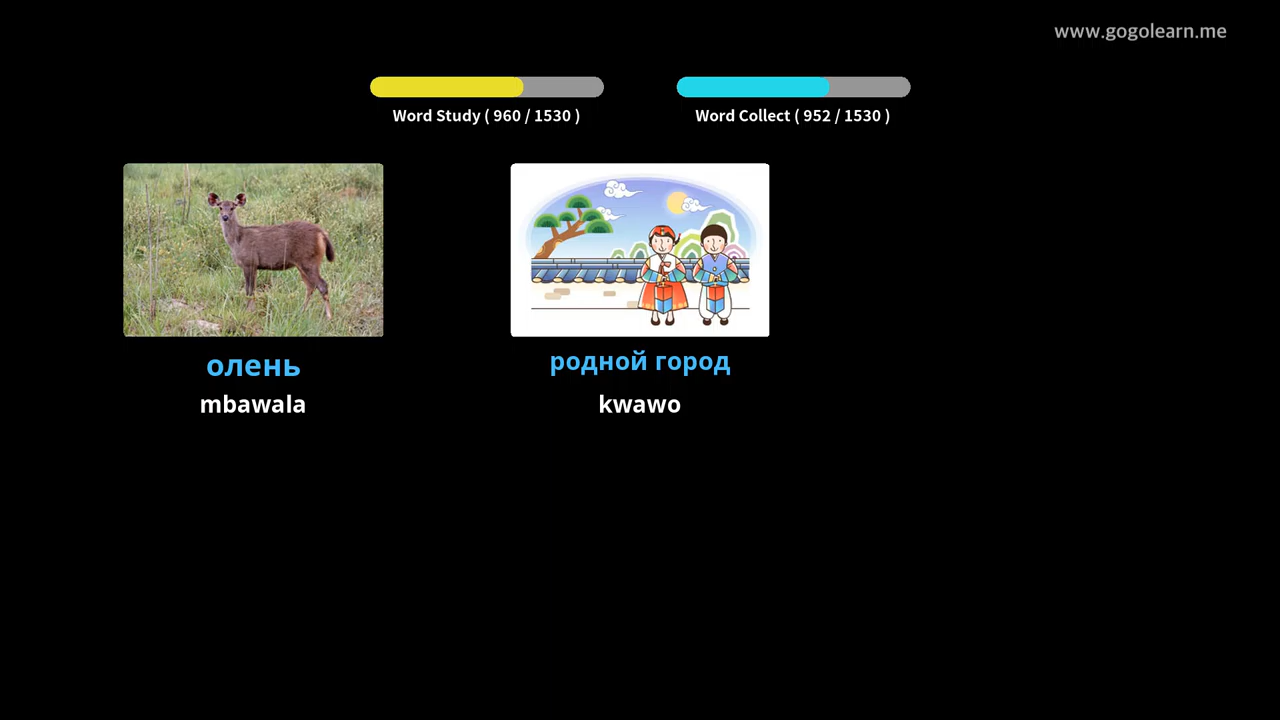 www.gogolearn.me
Word Study ( 960 / 1530 )
Word Collect ( 952 / 1530 )
олень
mbawala
родной город
kwawo